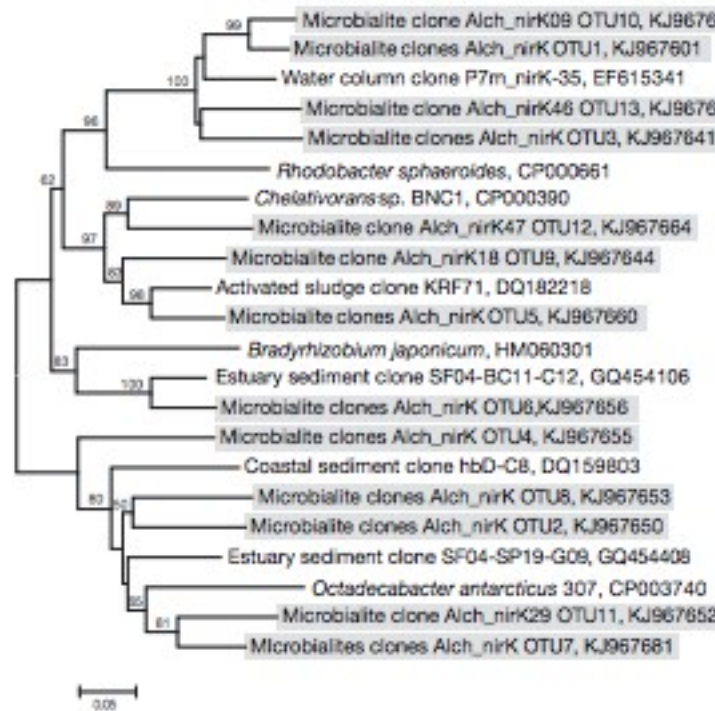 99
Microbialite clone Alch_nirK09 OTU10, KJ9676
Microbialite clones Alch_nirK OTU1, KJ967601
Water column clone P7m_nirK-35, EF615341
100
Microbialite clone Alch_nirK46 OTU13, KJ9676
Microbialite clones Alch_nirK OTU3, KJ967641
96
Rhodobacter sphaeroides, CP000661
62
Chelativorans sp. BNC1, CP000390
89
Microbialite clone Alch_nirK47 OTU12, KJ967664
97
Microbialite clone Alch_nirK18 OTU9, KJ967644
Activated sludge clone KRF71, DQ182218
98
Microbialite clones Alch_nirK OTU5, KJ967660
Bradyrhizobium japonicum, HM060301
83
Estuary sediment clone SF04-BC11-C12, GQ454106
100
Microbialite clones Alch_nirK OTU6,KJ967656
Microbialite clones Alch_nirK OTU4, KJ967655
Coastal sediment clone hbD-C8, DQ159803
Microbialite clones Alch_nirK OTU8, KJ967653
Microbialite clones Alch_nirK OTU2, KJ967650
Estuary sediment clone SF04-SP19-G09, GQ454408
Octadecabacter antarcticus 307, CP003740
Microbialite clone Alch_nirK29 OTU11, KJ967652
81
Microbialites clones Alch_nirK OTU7, KJ967681
0.05